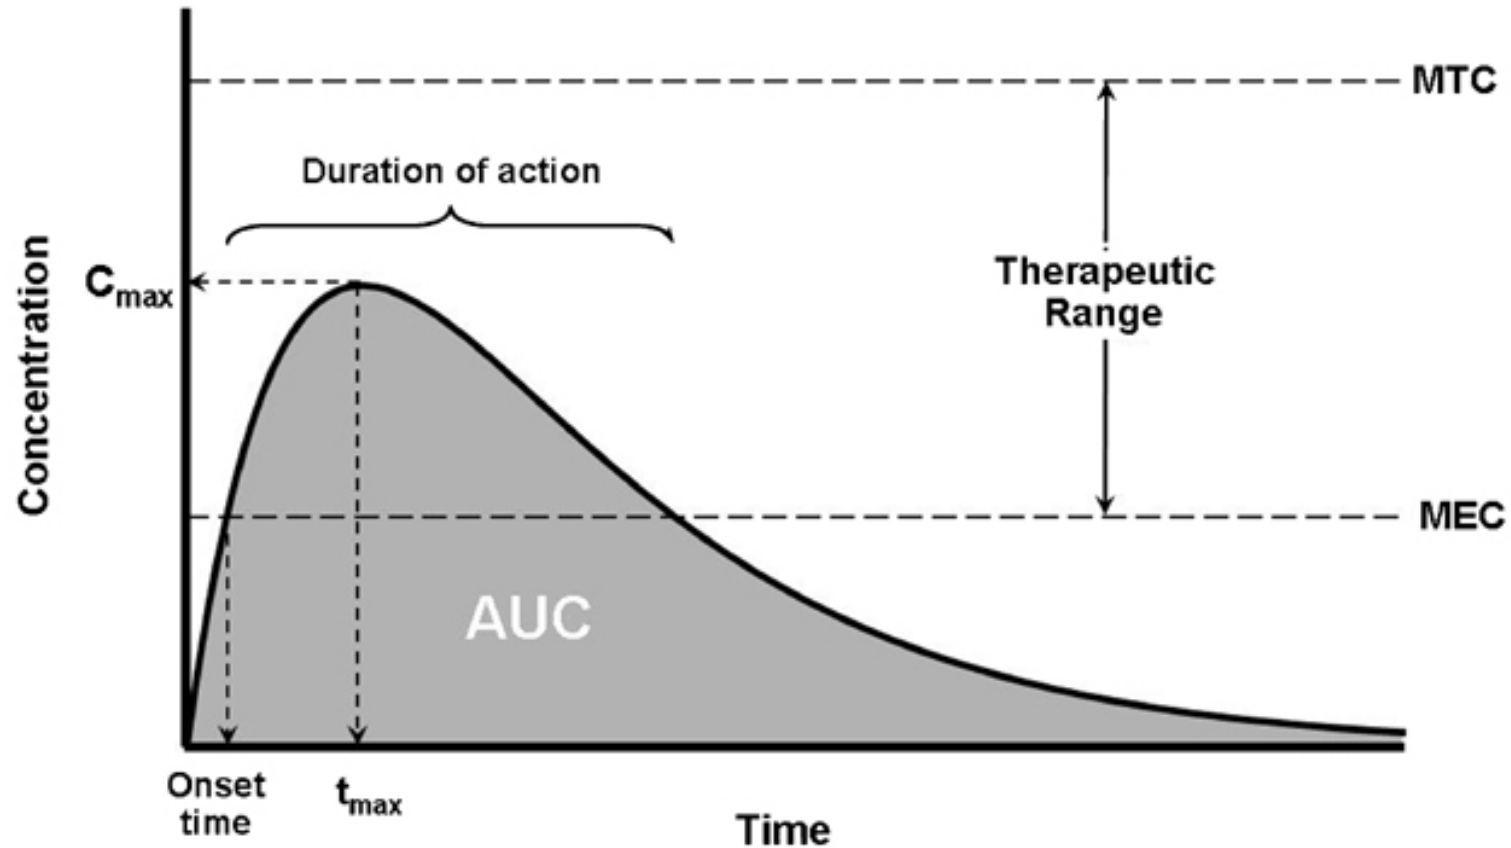 MTC
Duration of action
Cmax
Therapeutic
Range
Concentration
MEC
AUC
Onset
time
tmax
Time